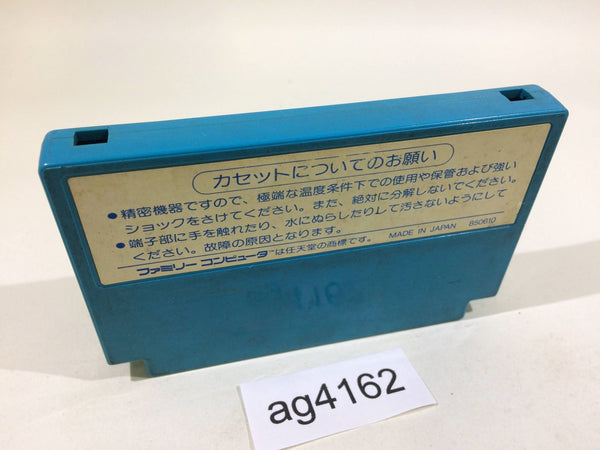 カセットについてのお願い
●精密機器ですので、極端な温度条件下での使用や保管および強い
ショックをさけてください。また、絶対に分解しないでください。
●端子部に手を触れたり、水にぬらしたりして汚さないようにして
ください。故障の原因となります。
MADE IN JAPAN B50610
ファミリー コンピュータ™は任天堂の商標です。
ag4162